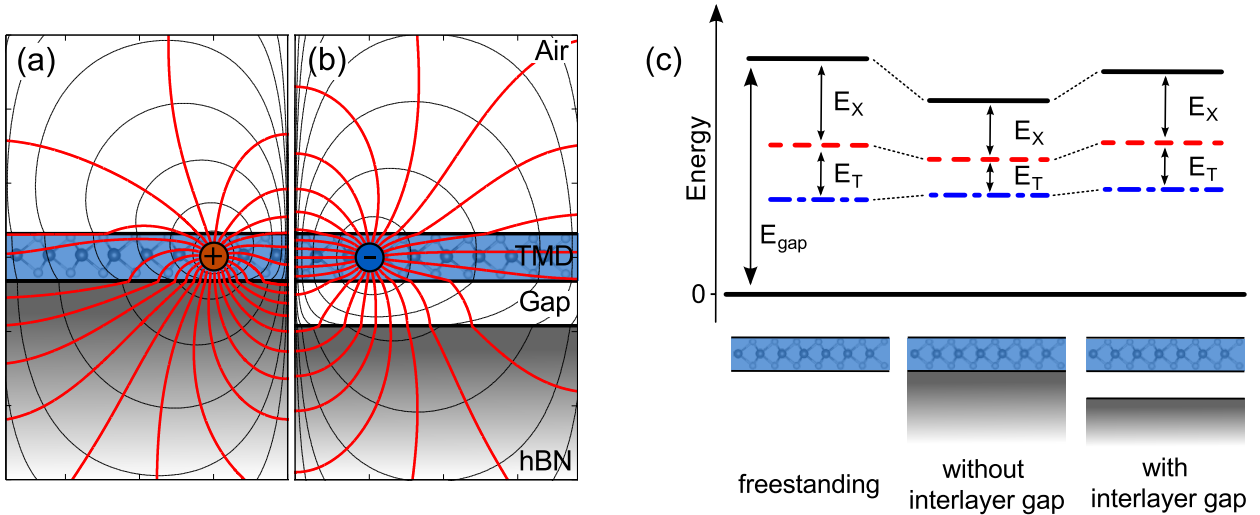 (a)
(b)
Air
+
-
TMD
Gap
hBN
(c)
Energy
0
E_gap
E_X
E_T
E_X
E_T
E_X
E_T
freestanding
without
interlayer gap
with
interlayer gap